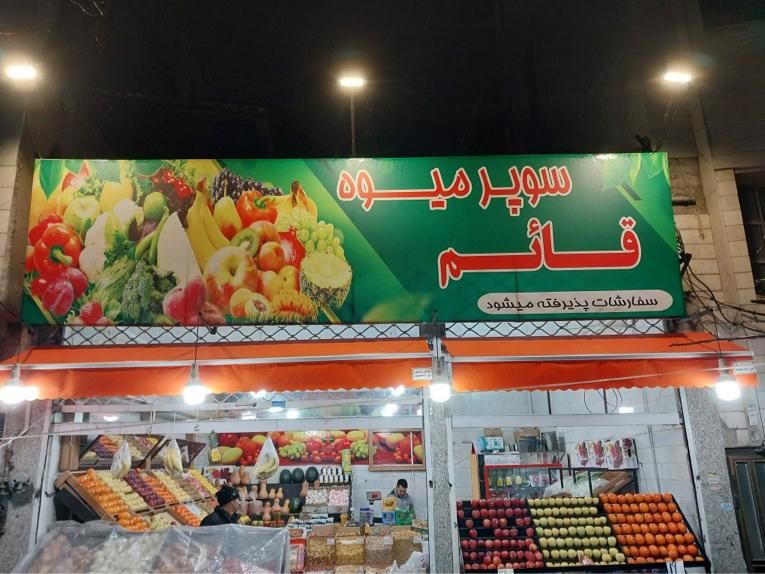 سوپر میوه
قائم
سفارشات پذیرفته میشود